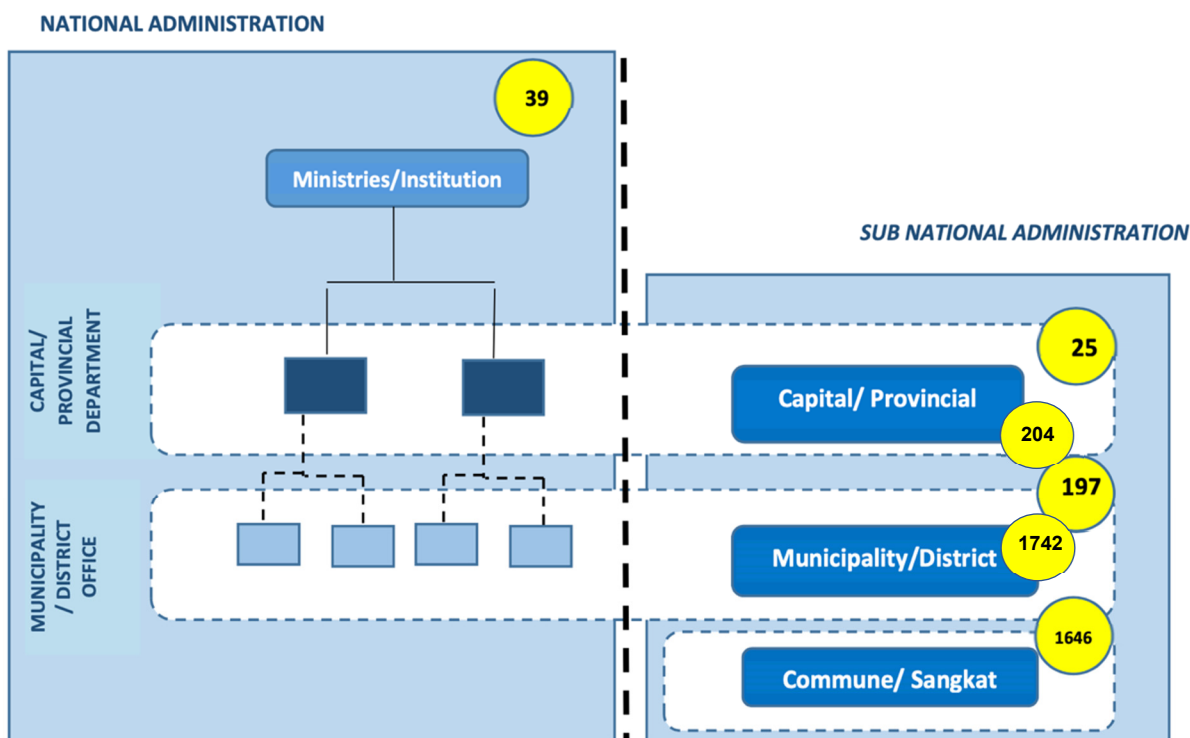 NATIONAL ADMINISTRATION
39
Ministries/Institution
SUB NATIONAL ADMINISTRATION
CAPITAL/
PROVINCIAL
DEPARTMENT
25
Capital/ Provincial
204
MUNICIPALITY
/ DISTRICT
OFFICE
197
Municipality/District
1742
1646
Commune/ Sangkat